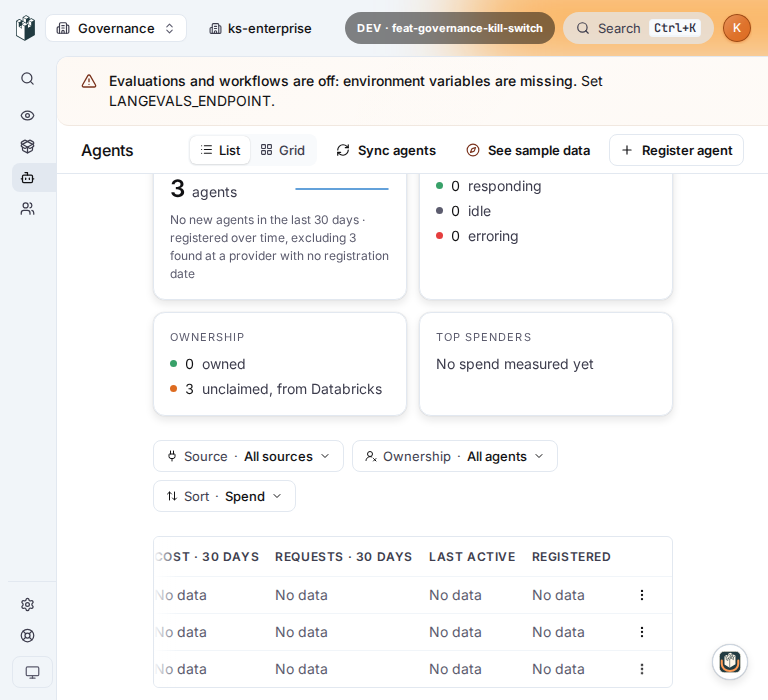 Governance
ks-enterprise
DEV · feat-governance-kill-switch
Search Ctrl+K
K
Evaluations and workflows are off: environment variables are missing. Set
LANGEVALS_ENDPOINT.
Agents
List
Grid
Sync agents
See sample data
Register agent
3 agents
No new agents in the last 30 days ·
registered over time, excluding 3
found at a provider with no registration
date
0 responding
0 idle
0 erroring
OWNERSHIP
0 owned
3 unclaimed, from Databricks
TOP SPENDERS
No spend measured yet
Source · All sources
Ownership · All agents
Sort · Spend
COST · 30 DAYS REQUESTS · 30 DAYS LAST ACTIVE REGISTERED
No data No data No data No data
No data No data No data No data
No data No data No data No data